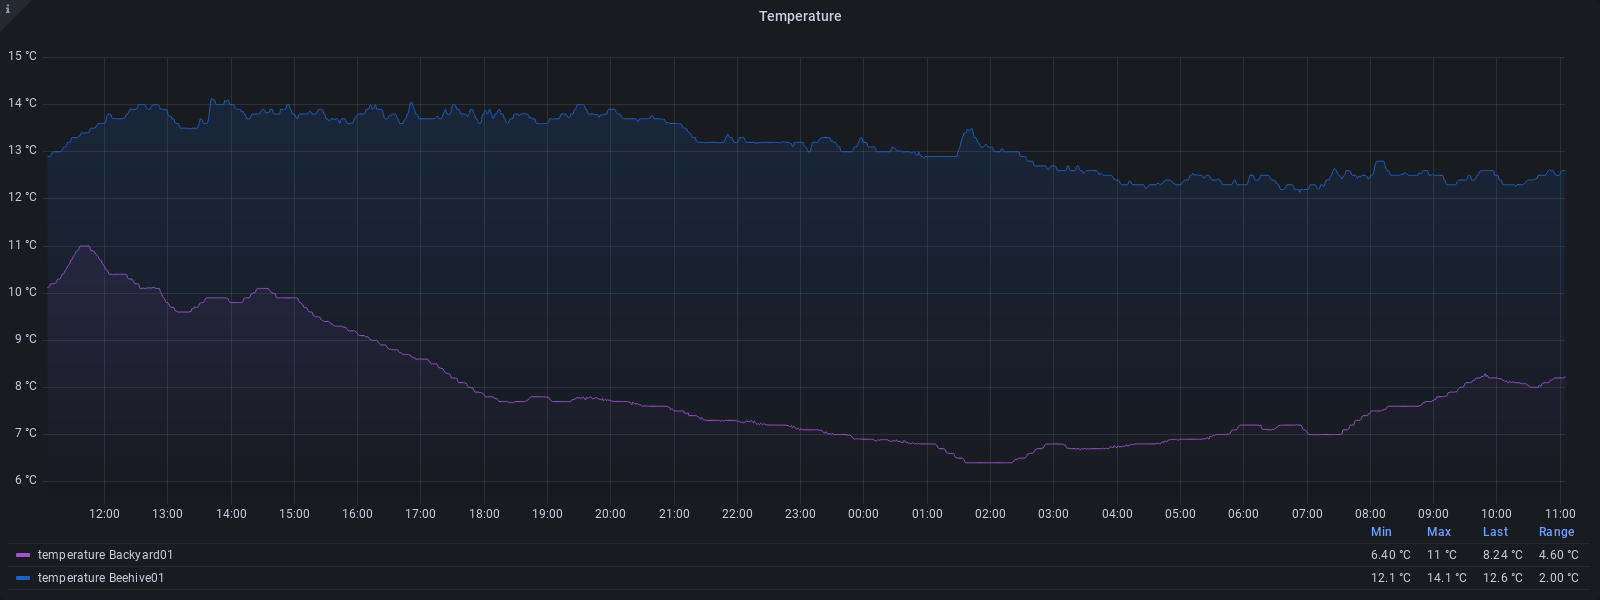 i
Temperature
15 °C
14 °C
13 °C
12 °C
11 °C
10 °C
9 °C
8 °C
7 °C
6 °C
12:00 13:00 14:00 15:00 16:00 17:00 18:00 19:00 20:00 21:00 22:00 23:00 00:00 01:00 02:00 03:00 04:00 05:00 06:00 07:00 08:00 09:00 10:00 11:00
Min Max Last Range
temperature Backyard01 6.40 °C 11 °C 8.24 °C 4.60 °C
temperature Beehive01 12.1 °C 14.1 °C 12.6 °C 2.00 °C